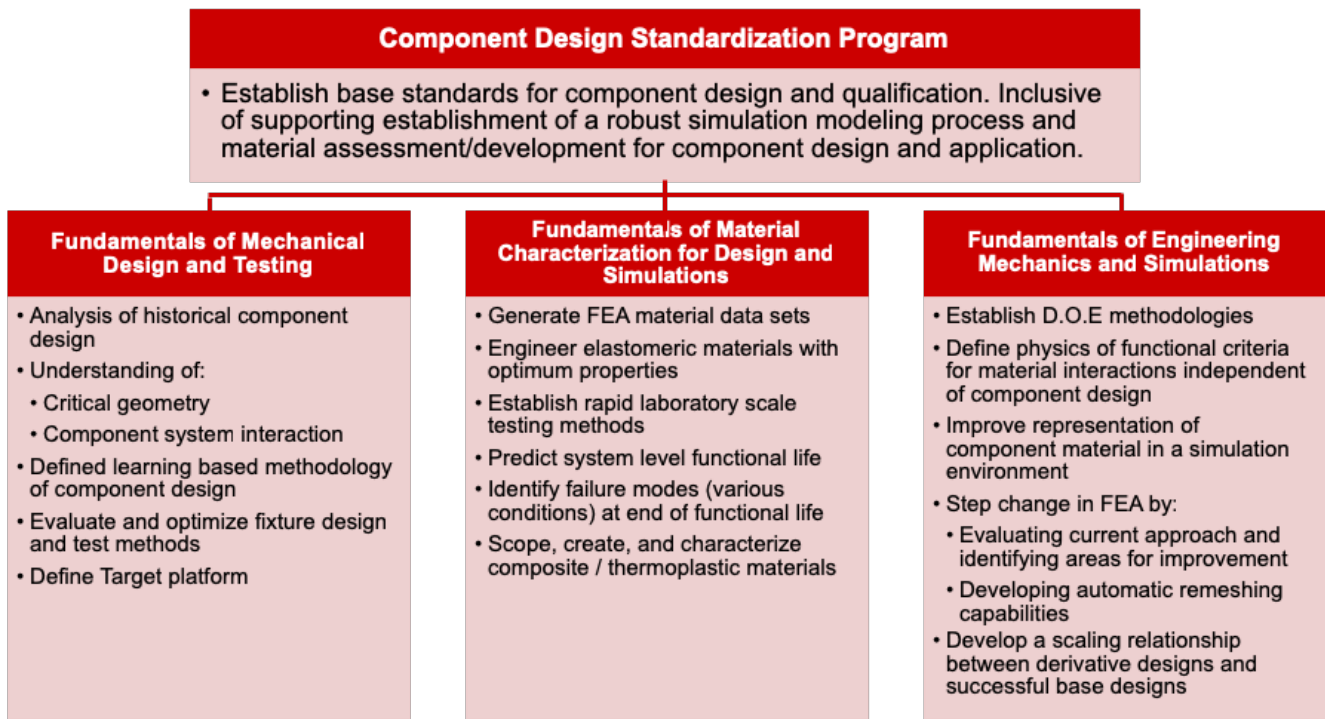 Component Design Standardization Program
• Establish base standards for component design and qualification. Inclusive
of supporting establishment of a robust simulation modeling process and
material assessment/development for component design and application.
Fundamentals of Mechanical
Design and Testing
• Analysis of historical component
design
• Understanding of:
• Critical geometry
• Component system interaction
• Defined learning based methodology
of component design
• Evaluate and optimize fixture design
and test methods
• Define Target platform
Fundamentals of Material
Characterization for Design and
Simulations
• Generate FEA material data sets
• Engineer elastomeric materials with
optimum properties
• Establish rapid laboratory scale
testing methods
• Predict system level functional life
• Identify failure modes (various
conditions) at end of functional life
• Scope, create, and characterize
composite / thermoplastic materials
Fundamentals of Engineering
Mechanics and Simulations
• Establish D.O.E methodologies
• Define physics of functional criteria
for material interactions independent
of component design
• Improve representation of
component material in a simulation
environment
• Step change in FEA by:
• Evaluating current approach and
identifying areas for improvement
• Developing automatic remeshing
capabilities
• Develop a scaling relationship
between derivative designs and
successful base designs